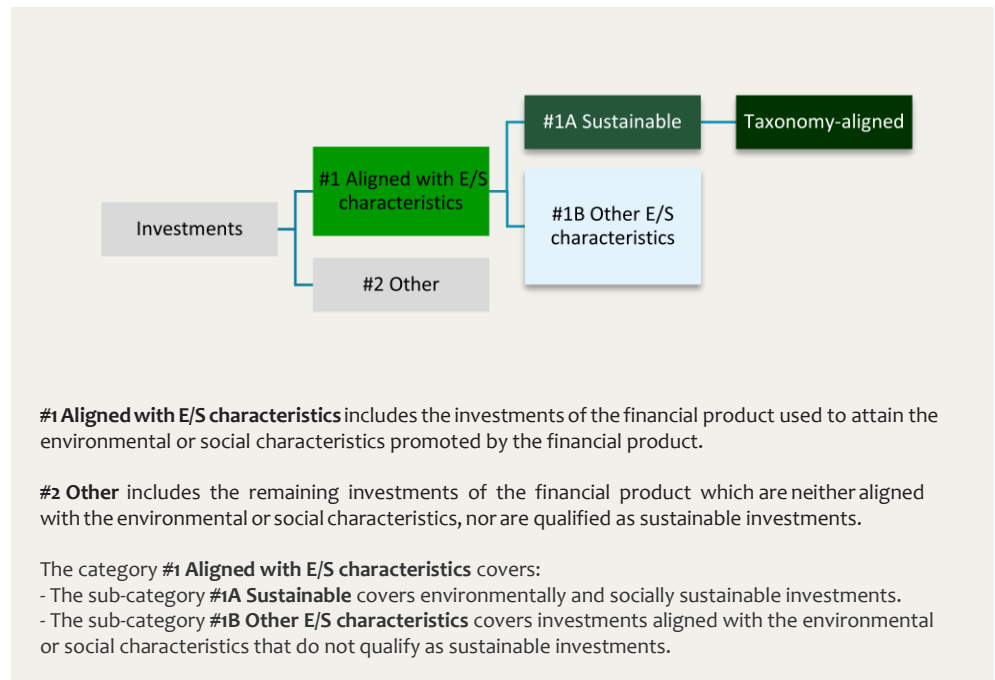 #1A Sustainable
Taxonomy-aligned
#1 Aligned with E/S
characteristics
#1B Other E/S
characteristics
Investments
#2 Other
#1 Aligned with E/S characteristics includes the investments of the financial product used to attain the
environmental or social characteristics promoted by the financial product.
#2 Other includes the remaining investments of the financial product which are neither aligned
with the environmental or social characteristics, nor are qualified as sustainable investments.
The category #1 Aligned with E/S characteristics covers:
- The sub-category #1A Sustainable covers environmentally and socially sustainable investments.
- The sub-category #1B Other E/S characteristics covers investments aligned with the environmental
or social characteristics that do not qualify as sustainable investments.